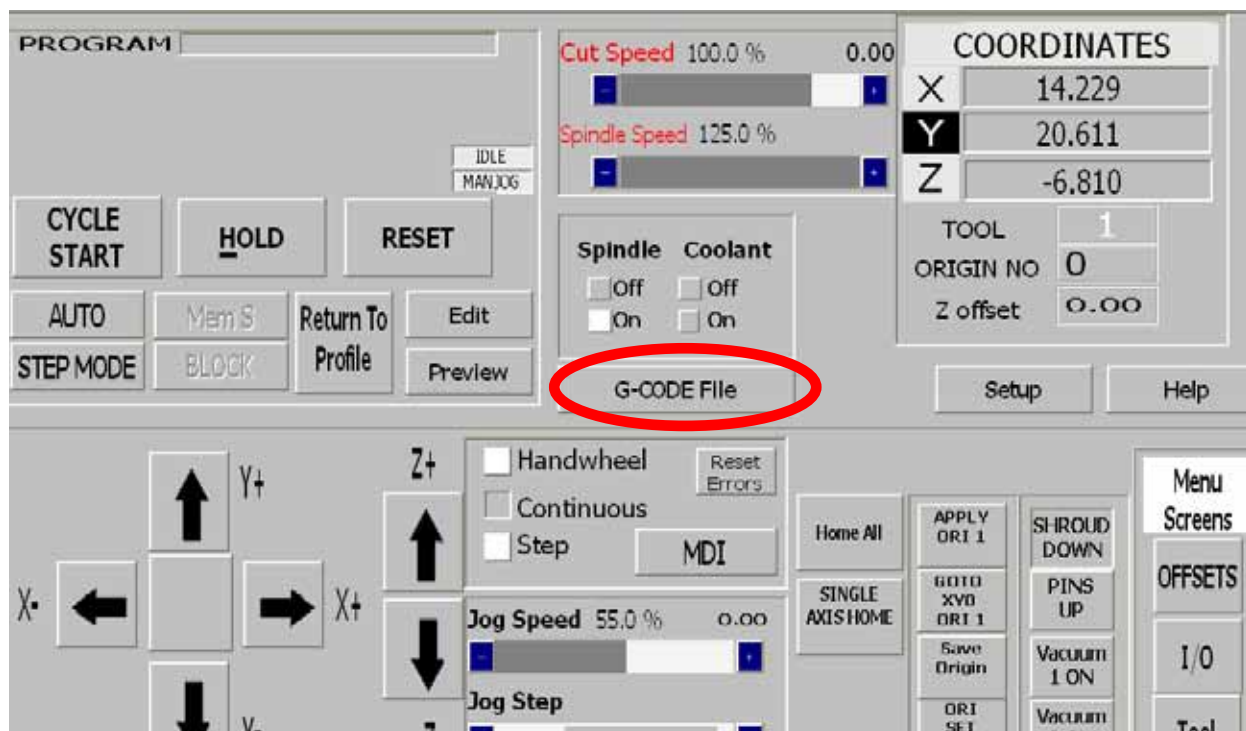 PROGRAM
IDLE
MANJOG
CYCLE
START
HOLD
RESET
AUTO
Mem S
Return To
Profile
Edit
STEP MODE
BLOCK
Preview
Cut Speed 100.0 % 0.00
-
+
Spindle Speed 125.0 %
-
+
Spindle Coolant
Off Off
On On
G-CODE File
COORDINATES
X 14.229
Y 20.611
Z -6.810
TOOL 1
ORIGIN NO 0
Z offset 0.00
Setup
Help
Y+
X-
X+
Z+
Handwheel
Continuous
Step
Reset
Errors
MDI
Jog Speed 55.0 % 0.00
-
+
Jog Step
Home All
SINGLE
AXIS HOME
APPLY
ORI 1
GOTO
XY0
ORI 1
Save
Origin
ORI
SET
SHROUD
DOWN
PINS
UP
Vacuum
1 ON
Vacuum
Menu
Screens
OFFSETS
I/O
Tool